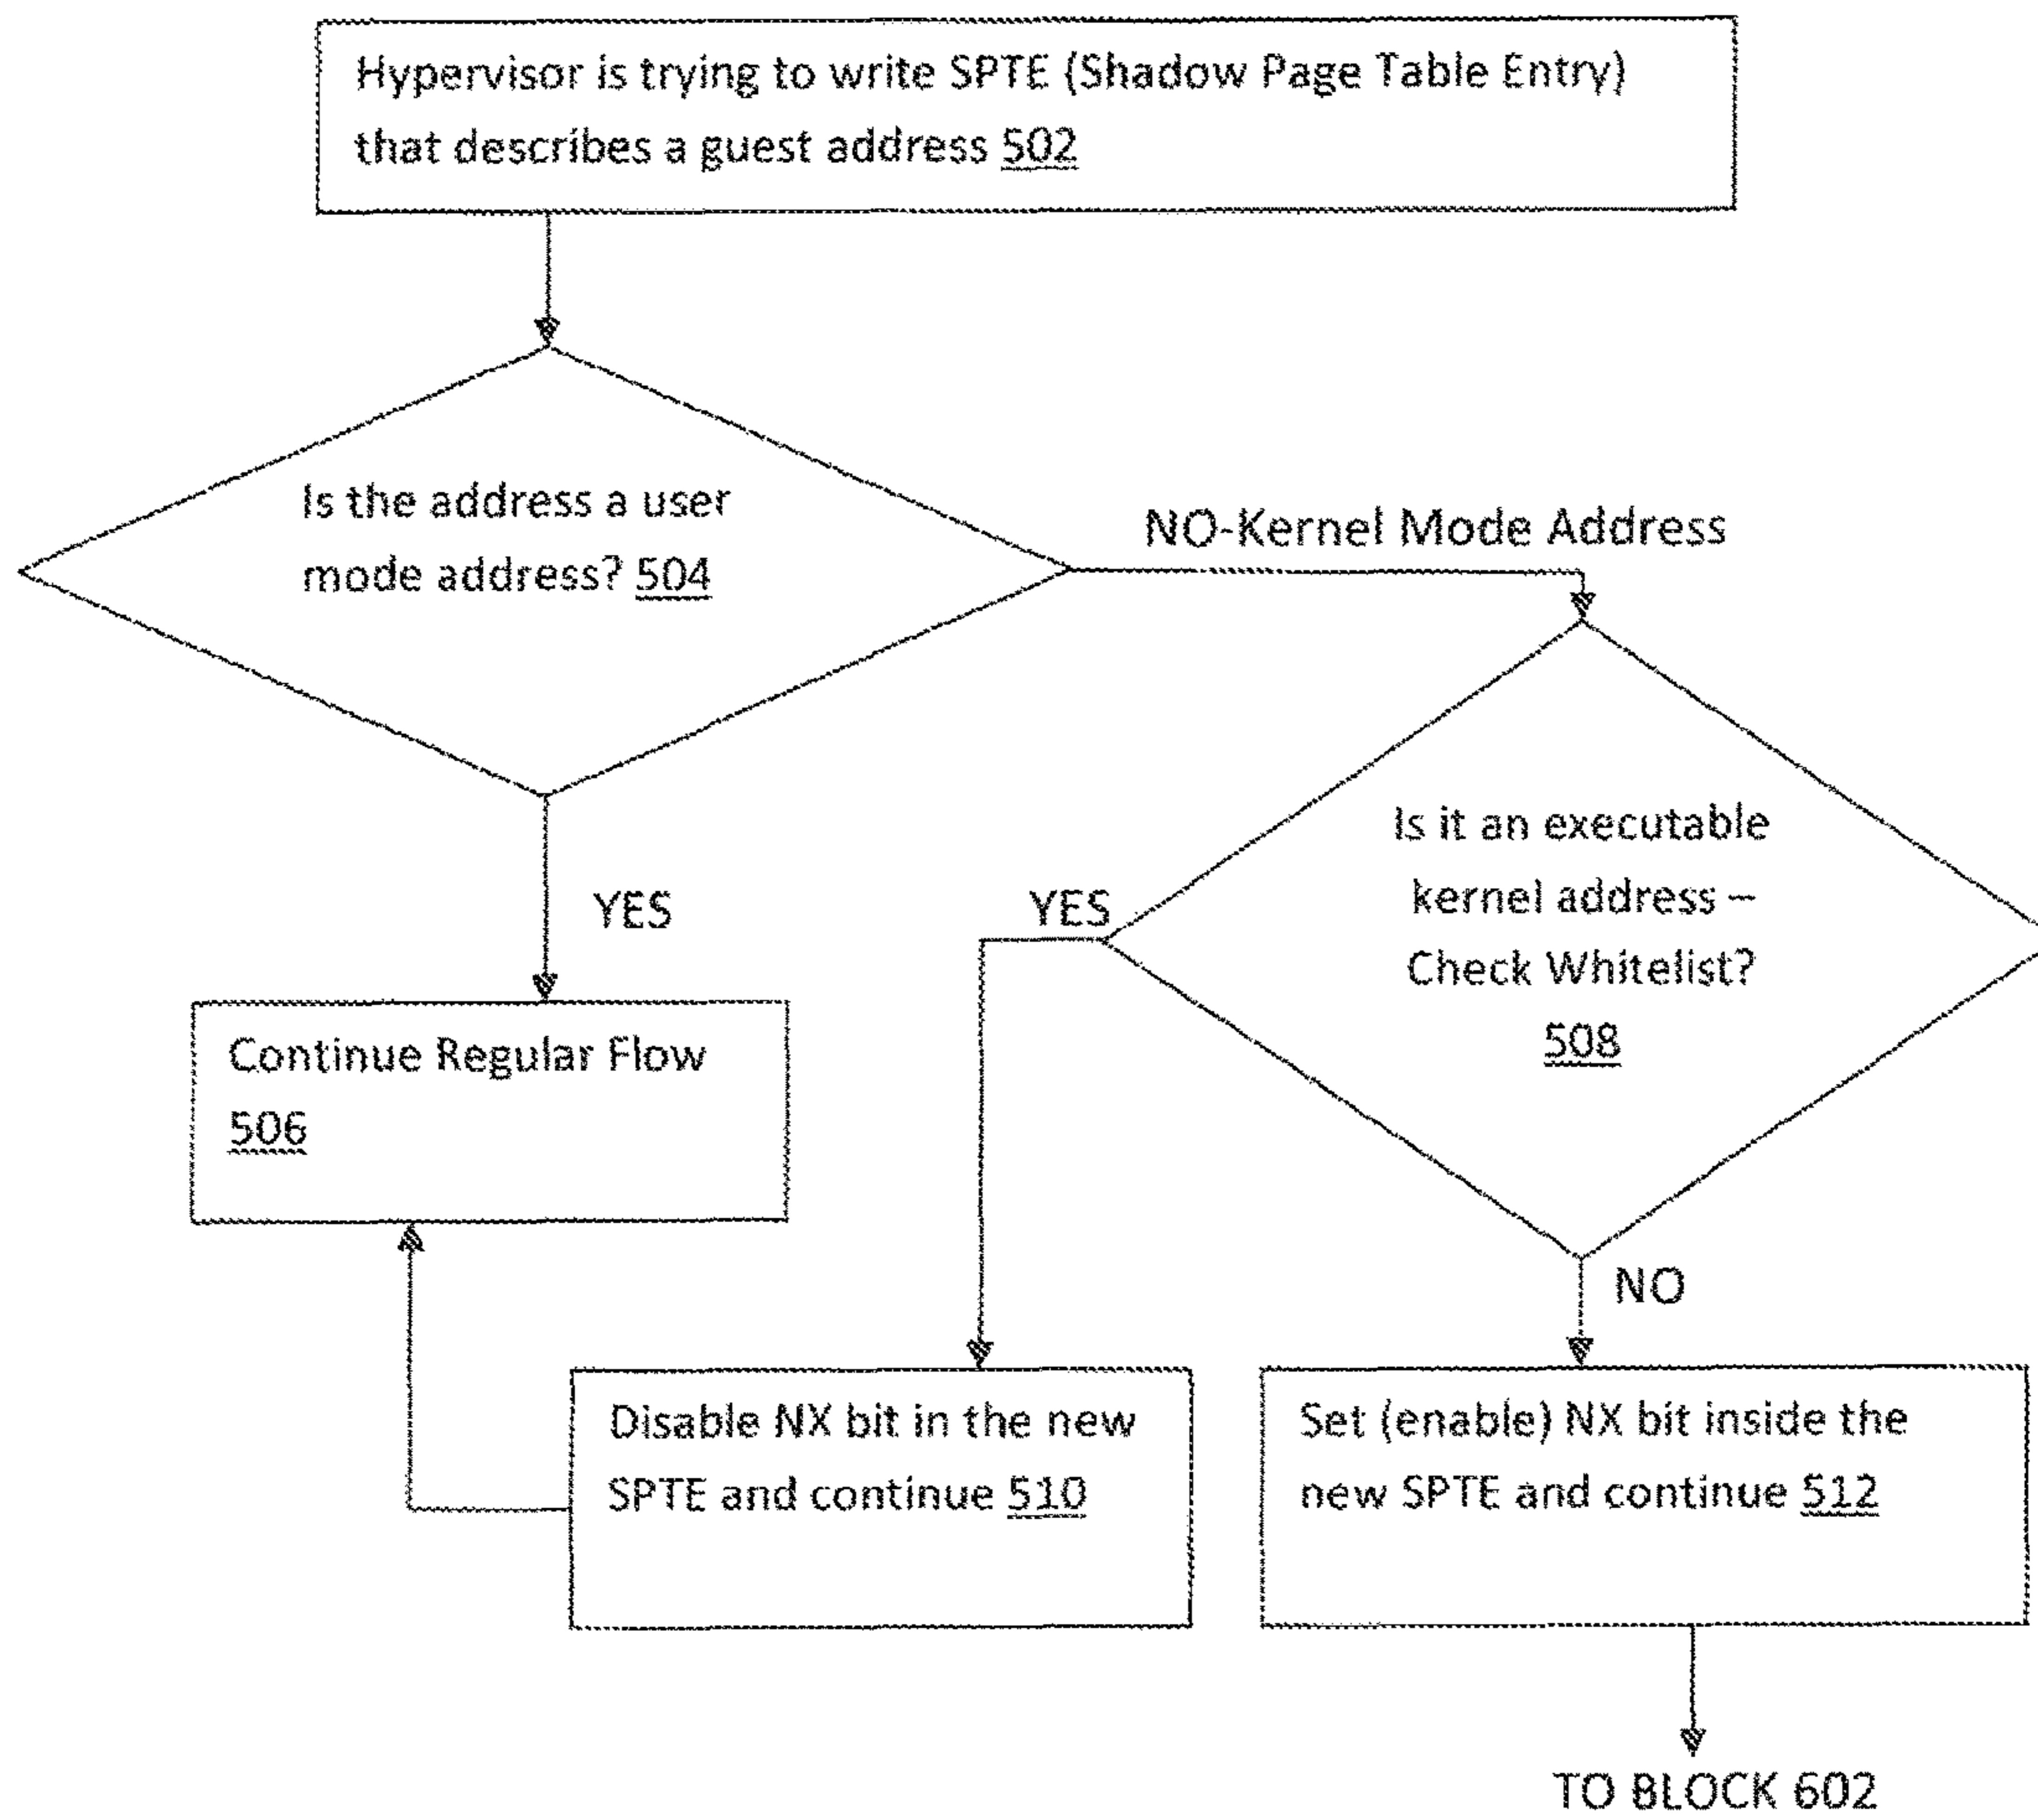 Hypervisor is trying to write SPTE (Shadow Page Table Entry)
that describes a guest address 502
Is the address a user
mode address? 504
NO-Kernel Mode Address
Is it an executable
kernel address –
Check Whitelist?
508
YES
YES
Continue Regular Flow
506
NO
Disable NX bit in the new
SPTE and continue 510
Set (enable) NX bit inside the
new SPTE and continue 512
TO BLOCK 602